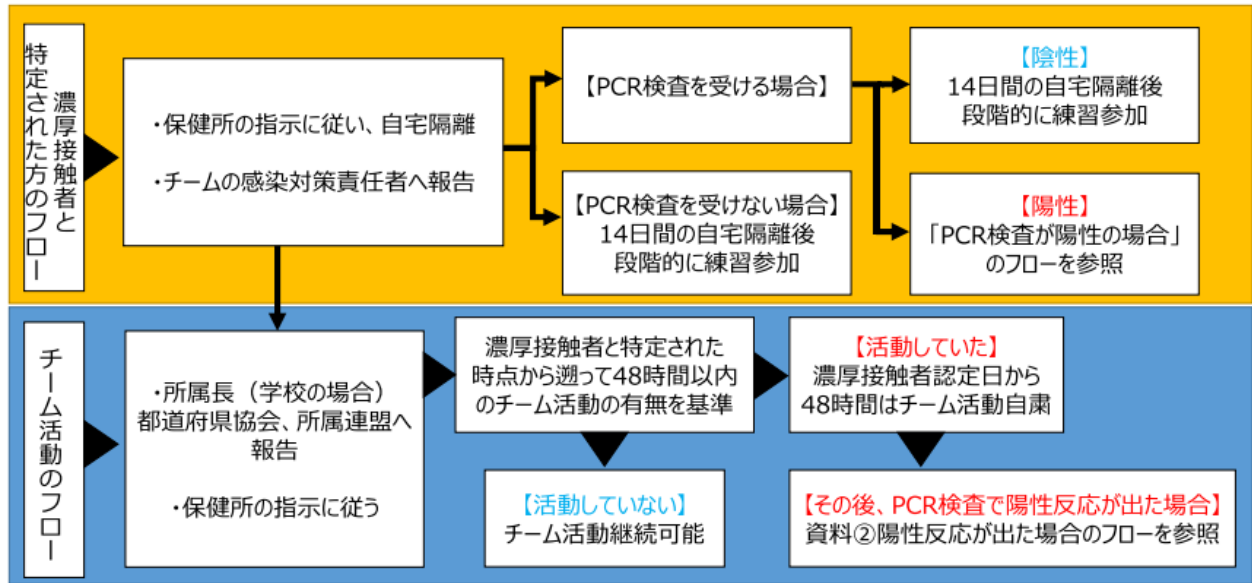 濃厚接触者と
特定された方のフロー
・保健所の指示に従い、自宅隔離
・チームの感染対策責任者へ報告
【PCR検査を受ける場合】
【PCR検査を受けない場合】
14日間の自宅隔離後
段階的に練習参加
【陰性】
14日間の自宅隔離後
段階的に練習参加
【陽性】
「PCR検査が陽性の場合」
のフローを参照
チーム活動のフロー
・所属長（学校の場合）
都道府県協会、所属連盟へ
報告
・保健所の指示に従う
濃厚接触者と特定された
時点から遡って48時間以内
のチーム活動の有無を基準
【活動していない】
チーム活動継続可能
【活動していた】
濃厚接触者認定日から
48時間はチーム活動自粛
【その後、PCR検査で陽性反応が出た場合】
資料②陽性反応が出た場合のフローを参照